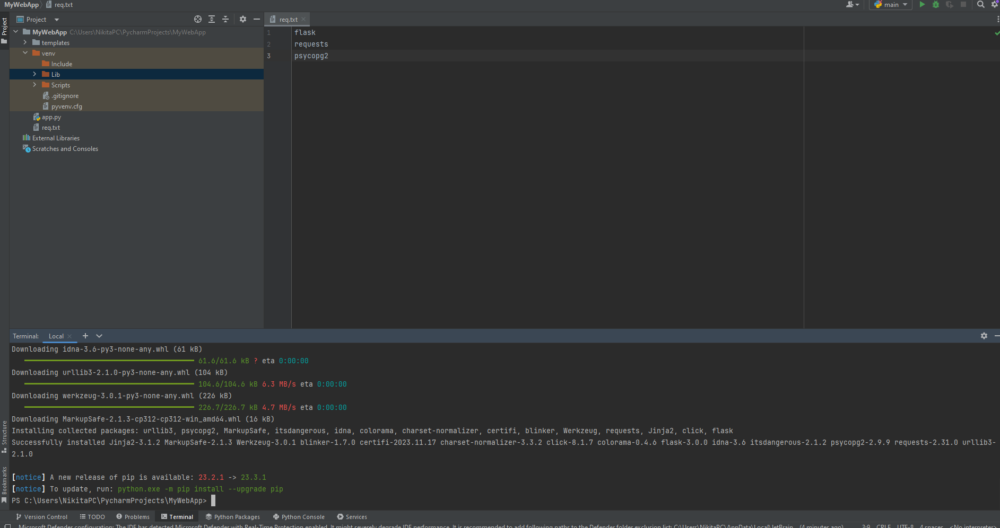 MyWebApp req.txt
main
Project
Project
req.txt
MyWebApp C:\Users\NikitaPC\PycharmProjects\MyWebApp
templates
venv
Include
Lib
Scripts
.gitignore
pyvenv.cfg
app.py
req.txt
External Libraries
Scratches and Consoles
1 flask
2 requests
3 psycopg2
Terminal: Local
Downloading idna-3.6-py3-none-any.whl (61 kB)
61.6/61.6 kB ? eta 0:00:00
Downloading urllib3-2.1.0-py3-none-any.whl (104 kB)
104.6/104.6 kB 6.3 MB/s eta 0:00:00
Downloading werkzeug-3.0.1-py3-none-any.whl (226 kB)
226.7/226.7 kB 4.7 MB/s eta 0:00:00
Downloading MarkupSafe-2.1.3-cp312-cp312-win_amd64.whl (16 kB)
Installing collected packages: urllib3, psycopg2, MarkupSafe, itsdangerous, idna, colorama, charset-normalizer, certifi, blinker, Werkzeug, requests, Jinja2, click, flask
Successfully installed Jinja2-3.1.2 MarkupSafe-2.1.3 Werkzeug-3.0.1 blinker-1.7.0 certifi-2023.11.17 charset-normalizer-3.3.2 click-8.1.7 colorama-0.4.6 flask-3.0.0 idna-3.6 itsdangerous-2.1.2 psycopg2-2.9.9 requests-2.31.0 urllib3-
2.1.0
[notice] A new release of pip is available: 23.2.1 -> 23.3.1
[notice] To update, run: python.exe -m pip install --upgrade pip
PS C:\Users\NikitaPC\PycharmProjects\MyWebApp>
Structure
Bookmarks
Version Control TODO Problems Terminal Python Packages Python Console Services
Microsoft Defender configuration: The IDE has detected Microsoft Defender with Real-Time Protection enabled. It might severely degrade IDE performance. It is recommended to add following paths to the Defender folder exclusion list: C:\Users\NikitaPC\AppData\Local\JetBrain... (4 minutes ago) 3:9 CRLF UTF-8 4 spaces <No interpreter>